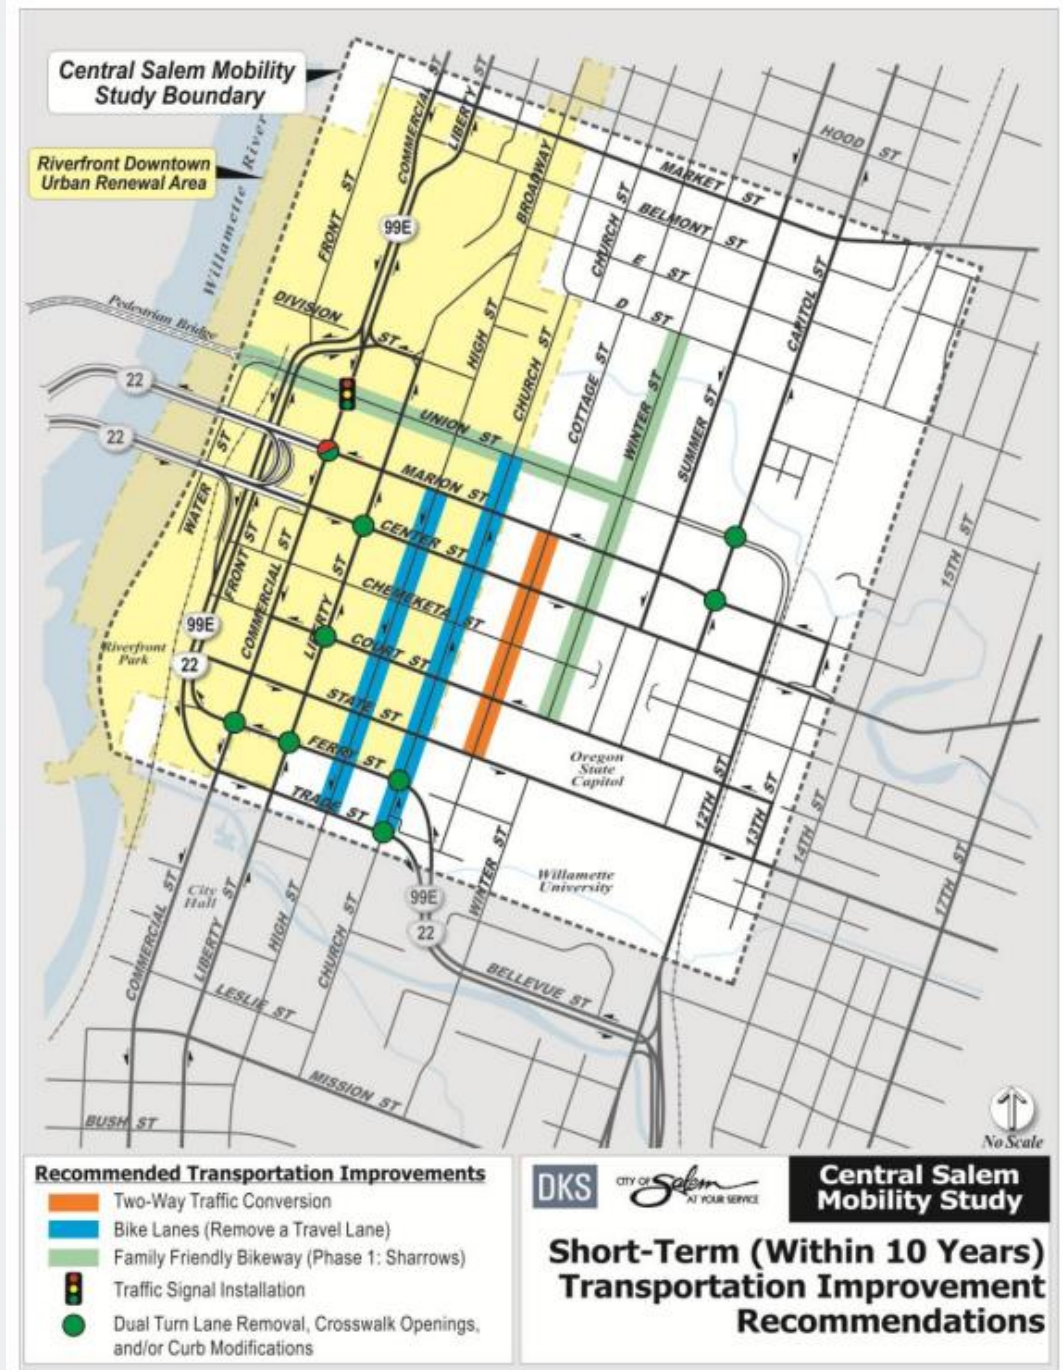 Central Salem Mobility
Study Boundary
Riverfront Downtown
Urban Renewal Area
Willamette River
COMMERCIAL ST
LIBERTY ST
FRONT ST
99E
BROADWAY
HOOD ST
MARKET ST
BELMONT ST
CHURCH ST
E ST
D ST
CAPITOL ST
DIVISION ST
HIGH ST
CHURCH ST
COTTAGE ST
WINTER ST
SUMMER ST
Pedestrian Bridge
22
22
UNION ST
MARION ST
CENTER ST
WATER ST
FRONT ST
COMMERCIAL ST
LIBERTY ST
CHEMEKETA ST
COURT ST
STATE ST
FERRY ST
TRADE ST
15TH ST
99E
22
Riverfront
Park
Oregon
State
Capitol
12TH ST
13TH ST
14TH ST
17TH ST
WINTER ST
Willamette
University
99E
22
City
Hall
COMMERCIAL ST
LIBERTY ST
HIGH ST
CHURCH ST
LESLIE ST
BELLEVUE ST
MISSION ST
BUSH ST
No Scale
Recommended Transportation Improvements
Two-Way Traffic Conversion
Bike Lanes (Remove a Travel Lane)
Family Friendly Bikeway (Phase 1: Sharrows)
Traffic Signal Installation
Dual Turn Lane Removal, Crosswalk Openings,
and/or Curb Modifications
DKS
CITY OF Salem
AT YOUR SERVICE
Central Salem
Mobility Study
Short-Term (Within 10 Years)
Transportation Improvement
Recommendations